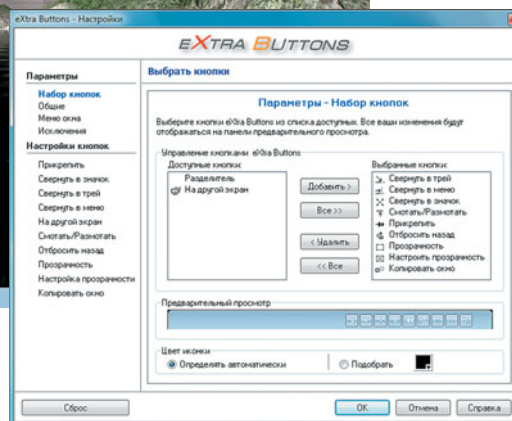 eXtra Buttons - Настройки
EXTRA BUTTONS
Параметры
Набор кнопок
Общие
Меню окна
Исключения
Настройки кнопок
Прикрепить
Свернуть в значок
Свернуть в трей
Свернуть в меню
На другой экран
Смотать/Размотать
Отбросить назад
Прозрачность
Настройка прозрачности
Копировать окно
Выбрать кнопки
Параметры - Набор кнопок
Выберите кнопки eXtra Buttons из списка доступных. Все ваши изменения будут
отображаться на панели предварительного просмотра.
Управление кнопками eXtra Buttons
Доступные кнопки:
Разделитель
На другой экран
Добавить >
Все >>
< Удалить
<< Все
Выбранные кнопки:
Свернуть в трей
Свернуть в меню
Свернуть в значок
Смотать/Размотать
Прикрепить
Отбросить назад
Прозрачность
Настроить прозрачность
Копировать окно
Предварительный просмотр
Цвет иконки
Определять автоматически
Подобрать
Сброс
OK
Отмена
Справка